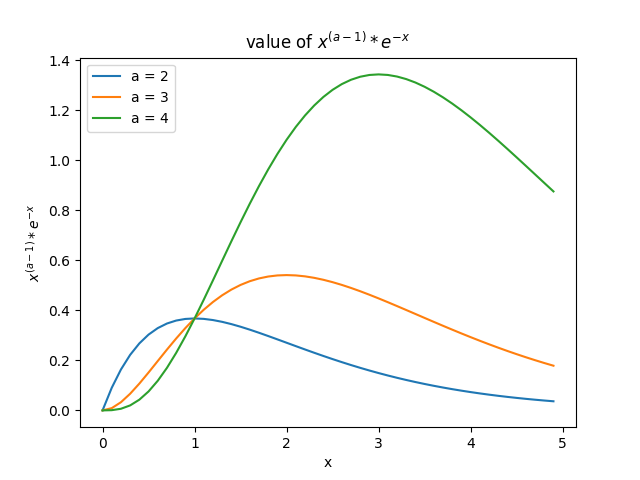 value of $x^{(a-1)} * e^{-x}$
a = 2
a = 3
a = 4
$x^{(a-1)} * e^{-x}$
1.4
1.2
1.0
0.8
0.6
0.4
0.2
0.0
0 1 2 3 4 5
x